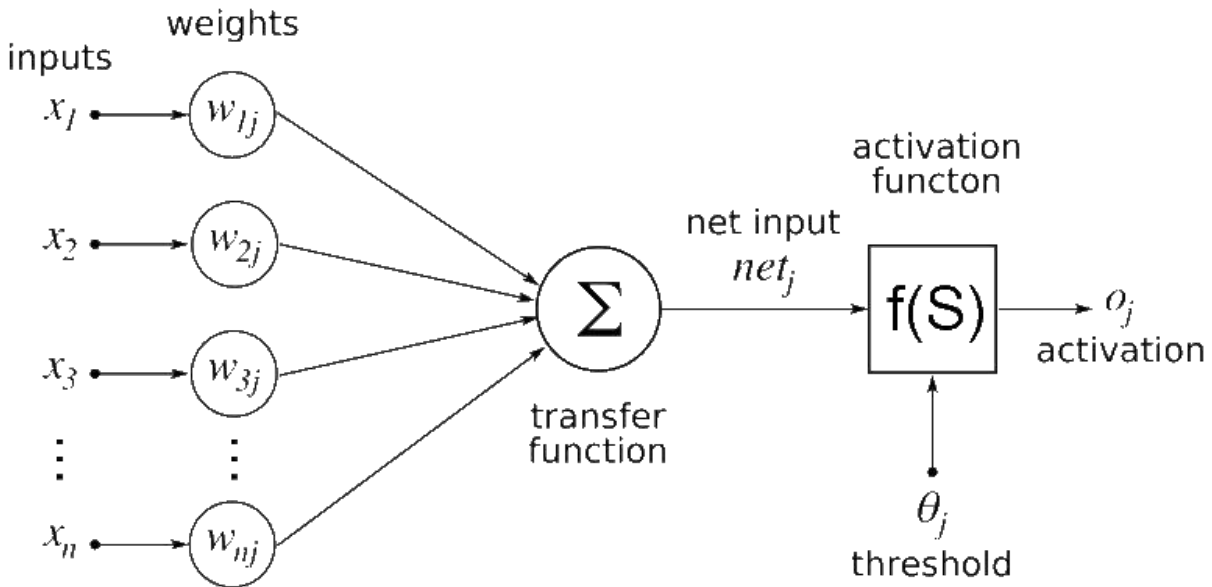 weights
inputs
x₁
w₁ⱼ
activation
functon
x₂
w₂ⱼ
net input
netⱼ
Σ
f(S)
oⱼ
activation
x₃
w₃ⱼ
transfer
function
⋮
⋮
xₙ
wₙⱼ
θⱼ
threshold